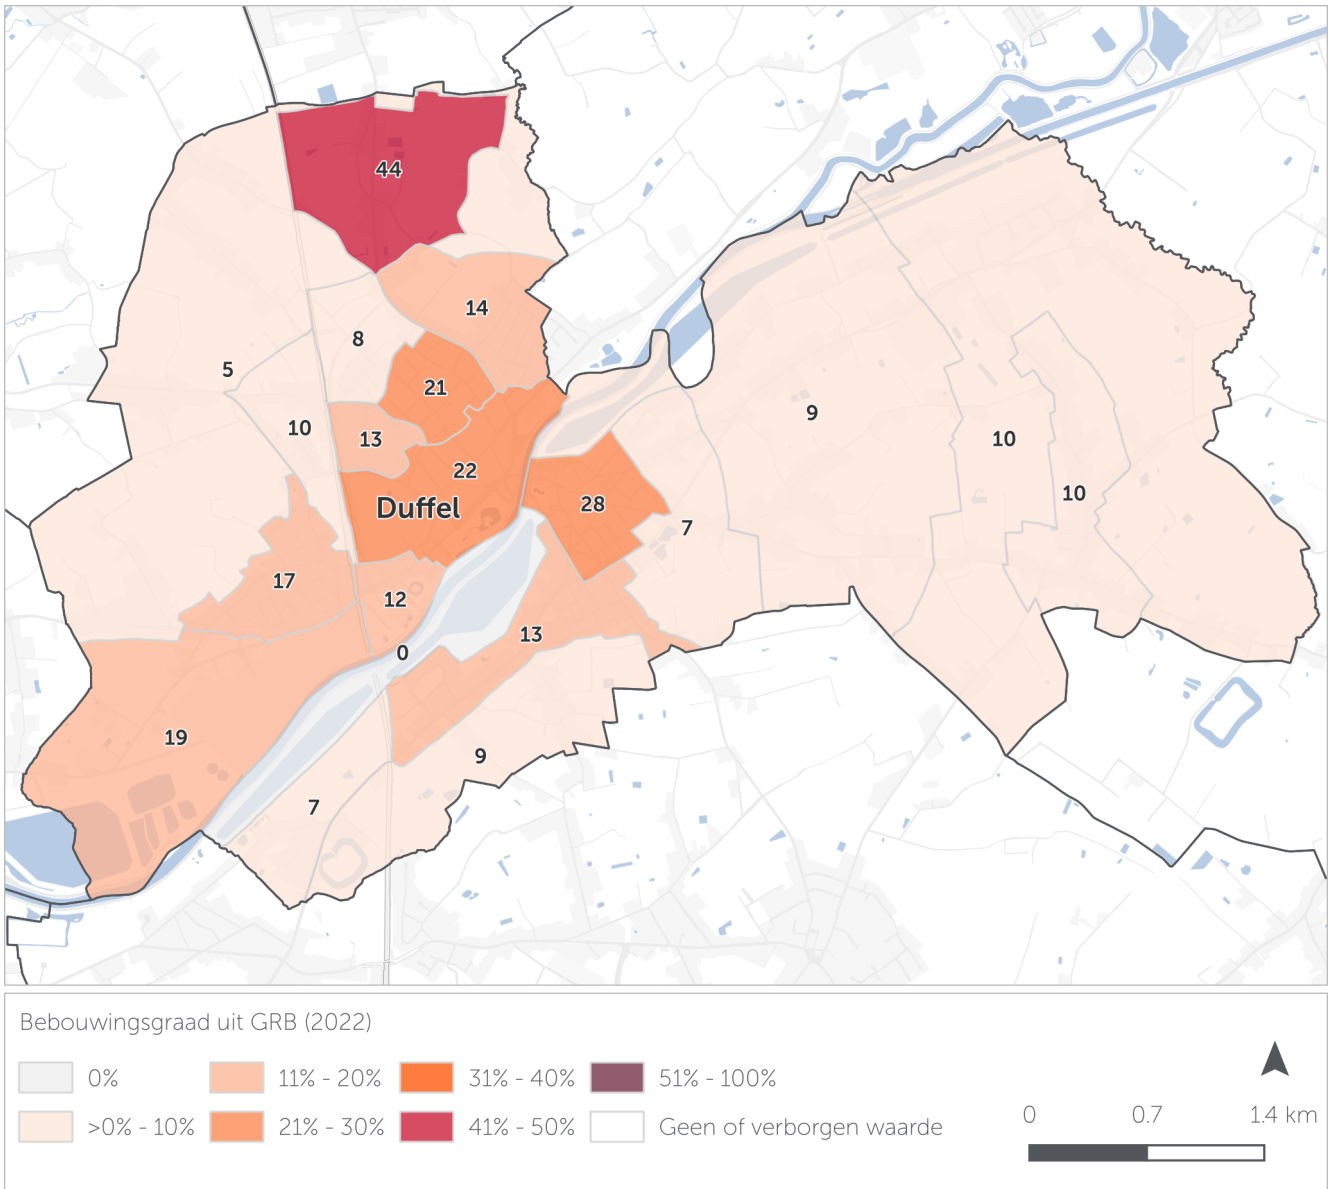 44
14
8
5
21
9
10
13
10
22
10
Duffel
28
7
17
12
13
0
19
9
7
Bebouwingsgraad uit GRB (2022)
0%
11% - 20%
31% - 40%
51% - 100%
>0% - 10%
21% - 30%
41% - 50%
Geen of verborgen waarde
0 0.7 1.4 km